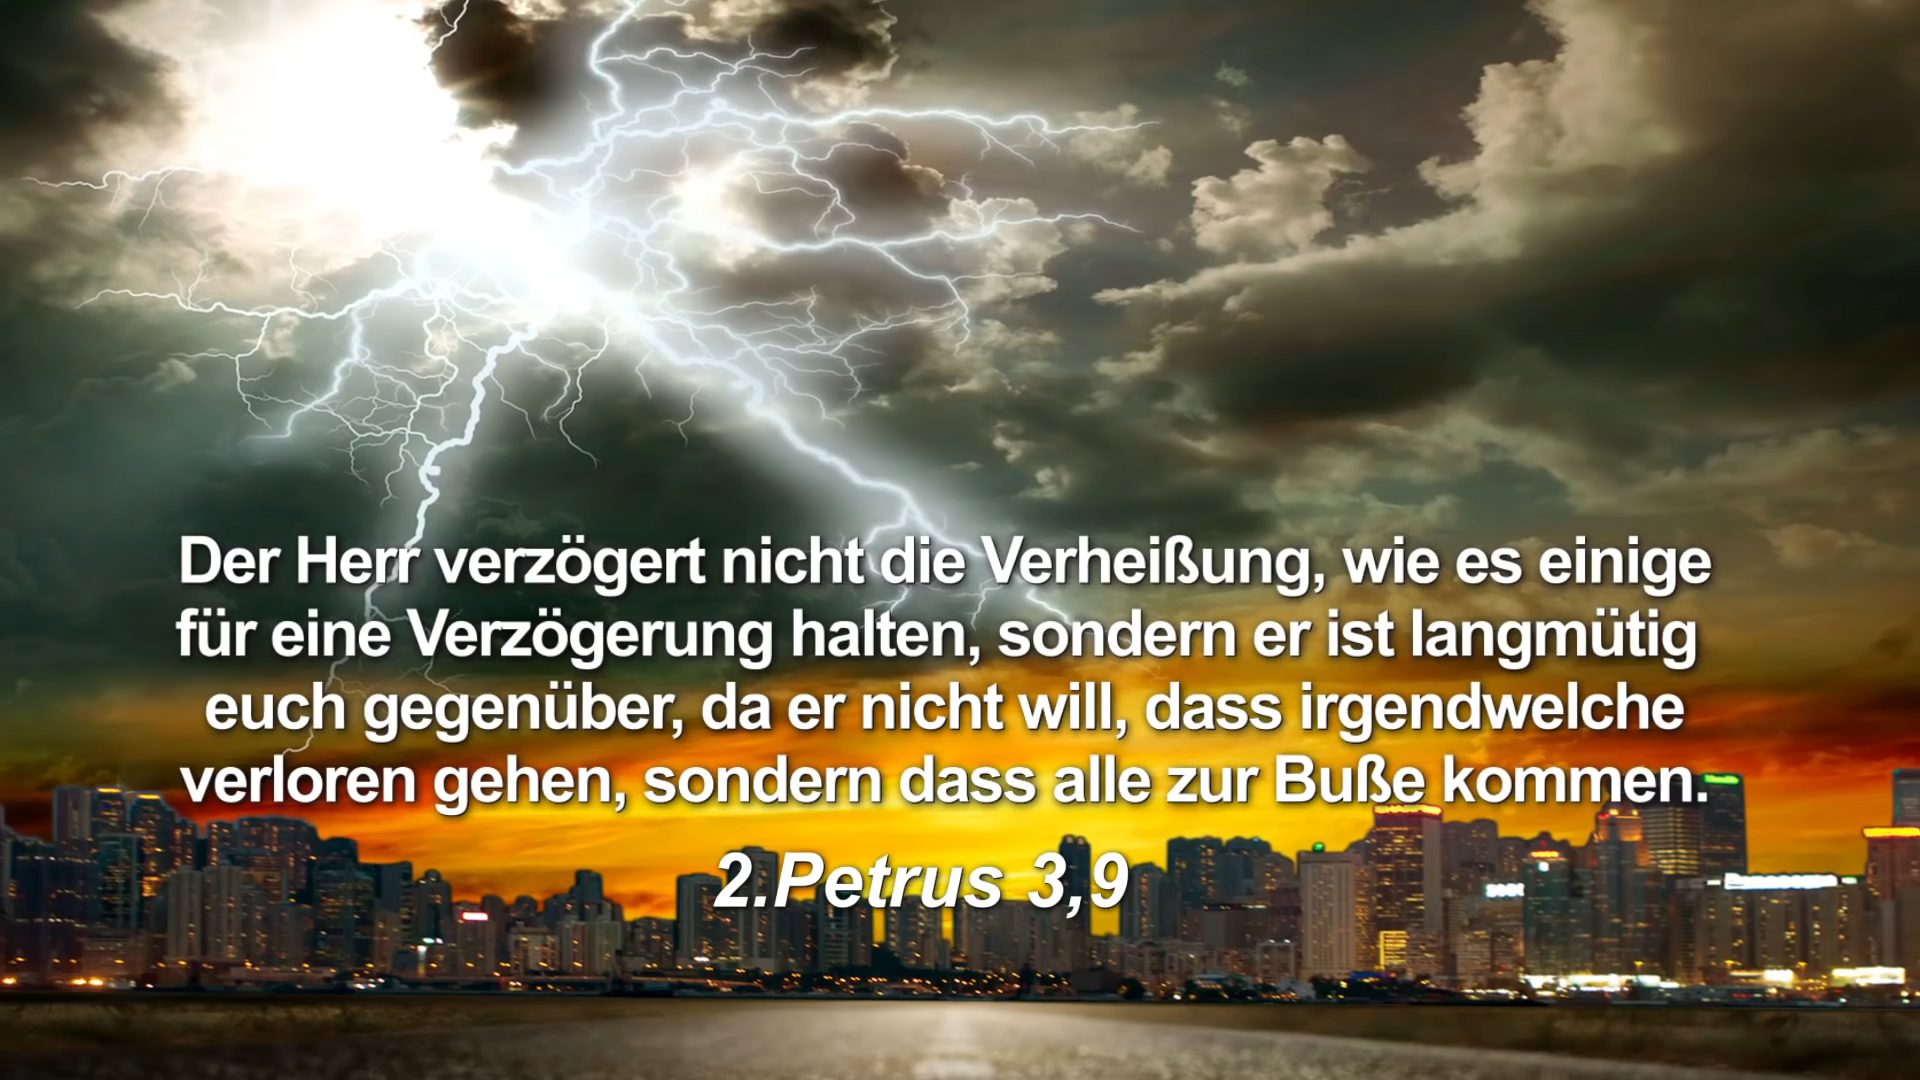 Der Herr verzögert nicht die Verheißung, wie es einige
für eine Verzögerung halten, sondern er ist langmütig
euch gegenüber, da er nicht will, dass irgendwelche
verloren gehen, sondern dass alle zur Buße kommen.
2.Petrus 3,9